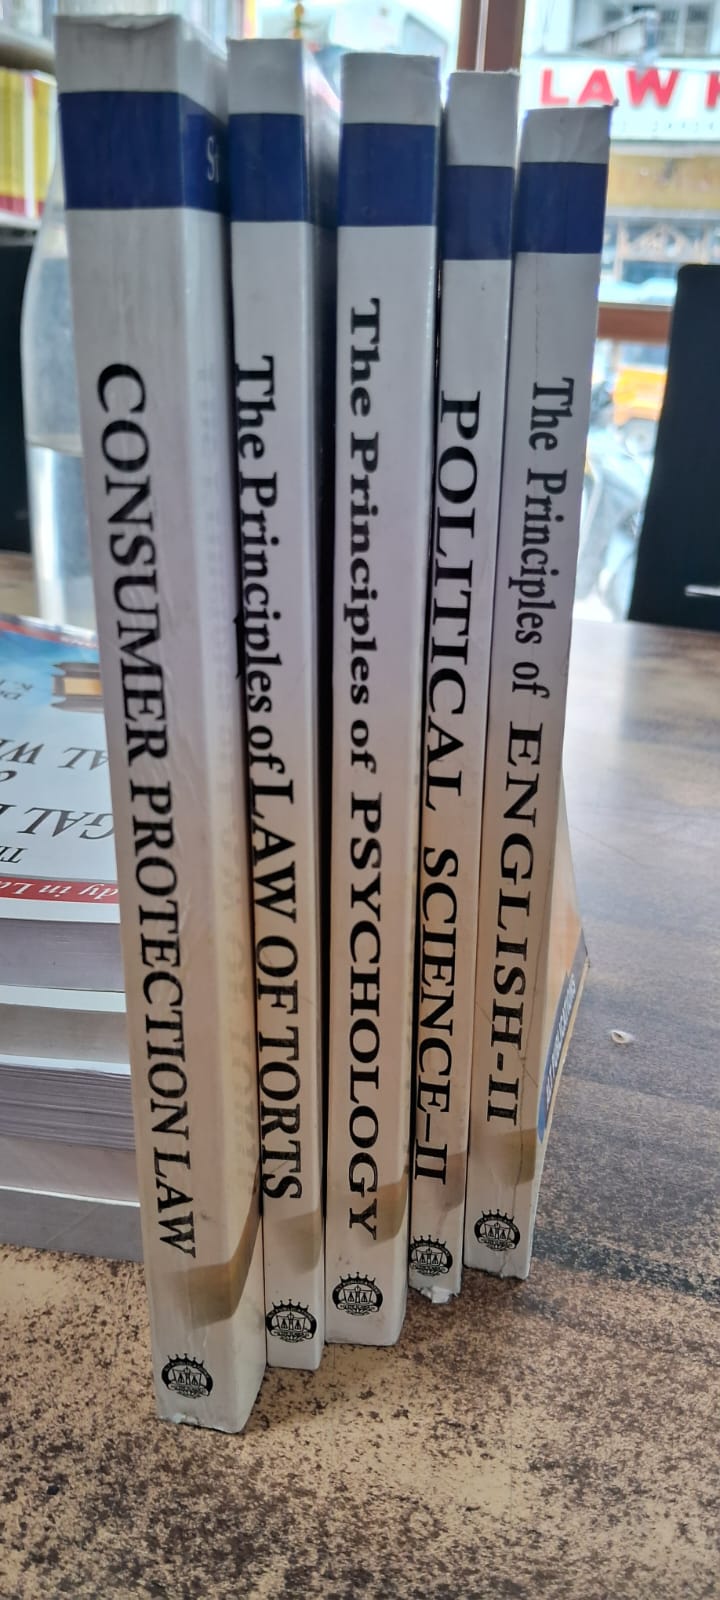 CONSUMER PROTECTION LAW
The Principles of LAW OF TORTS
The Principles of PSYCHOLOGY
POLITICAL SCIENCE–II
The Principles of ENGLISH-II
LAW